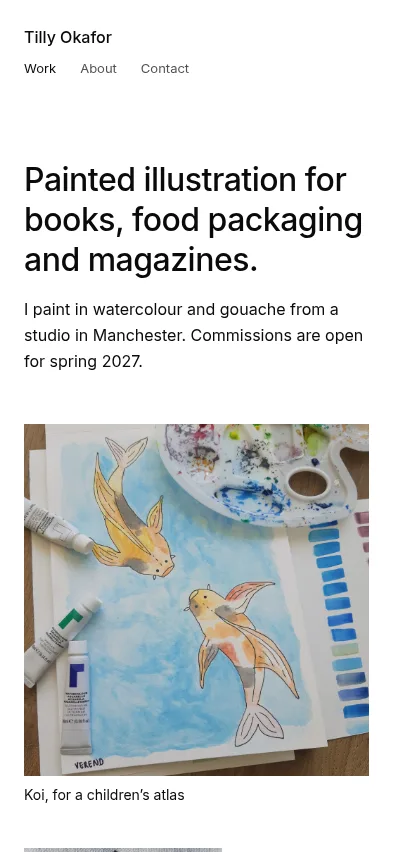 Tilly Okafor
Work About Contact
Painted illustration for
books, food packaging
and magazines.
I paint in watercolour and gouache from a
studio in Manchester. Commissions are open
for spring 2027.
VEREND
Koi, for a children’s atlas